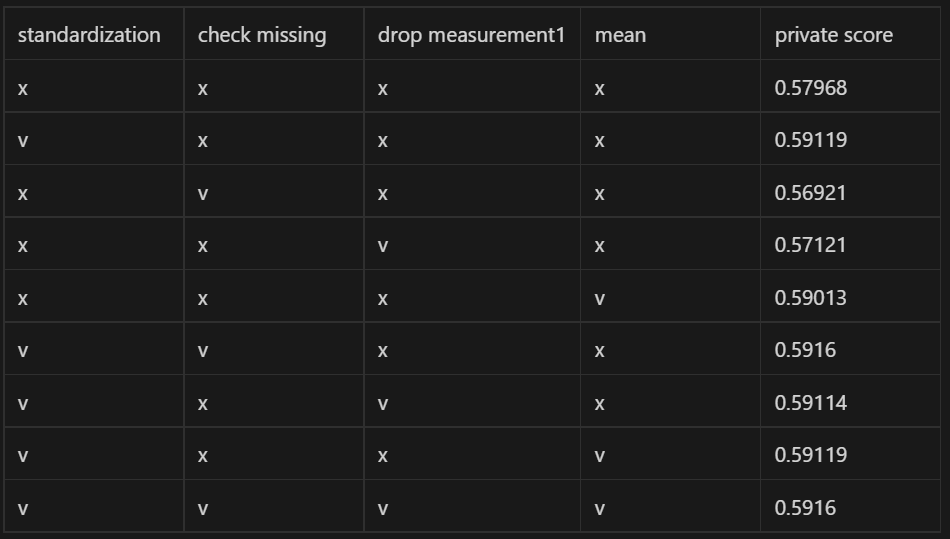 standardization check missing drop measurement1 mean private score
x x x x 0.57968
v x x x 0.59119
x v x x 0.56921
x x v x 0.57121
x x x v 0.59013
v v x x 0.5916
v x v x 0.59114
v x x v 0.59119
v v v v 0.5916